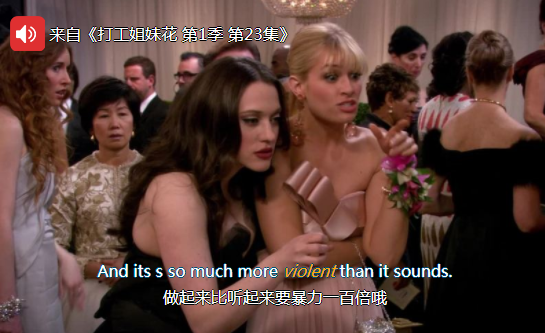 来自《打工姐妹花 第1季 第23集》
And its s so much more violent than it sounds.
做起来比听起来要暴力一百倍哦